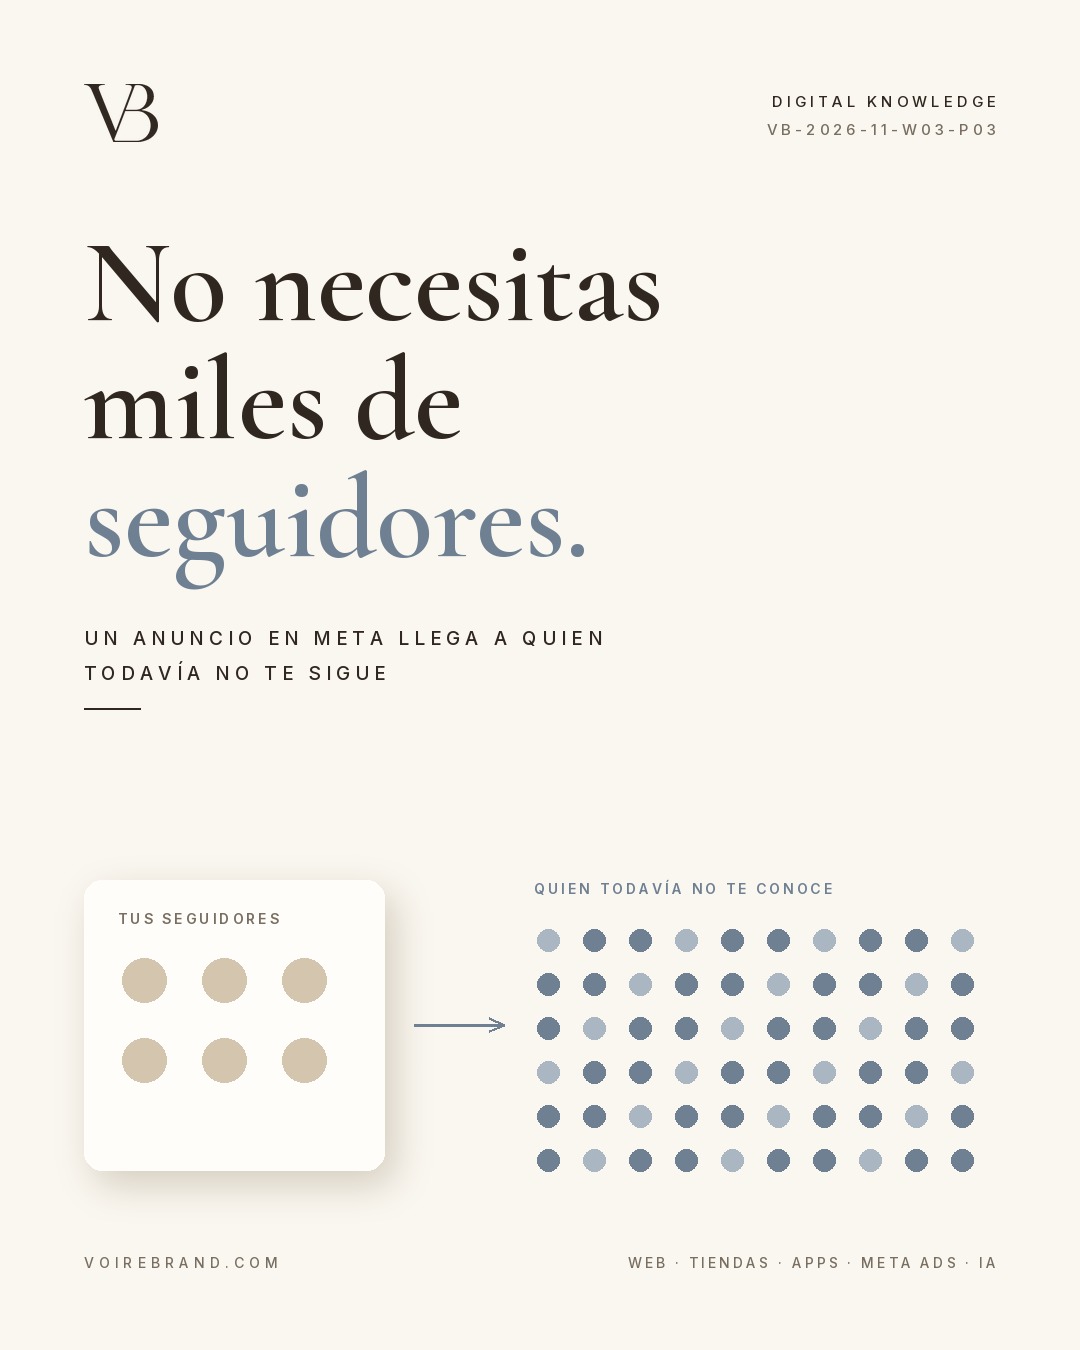 VB
DIGITAL KNOWLEDGE
VB-2026-11-W03-P03
No necesitas
miles de
seguidores.
UN ANUNCIO EN META LLEGA A QUIEN
TODAVÍA NO TE SIGUE
TUS SEGUIDORES
QUIEN TODAVÍA NO TE CONOCE
VOIREBRAND.COM
WEB · TIENDAS · APPS · META ADS · IA